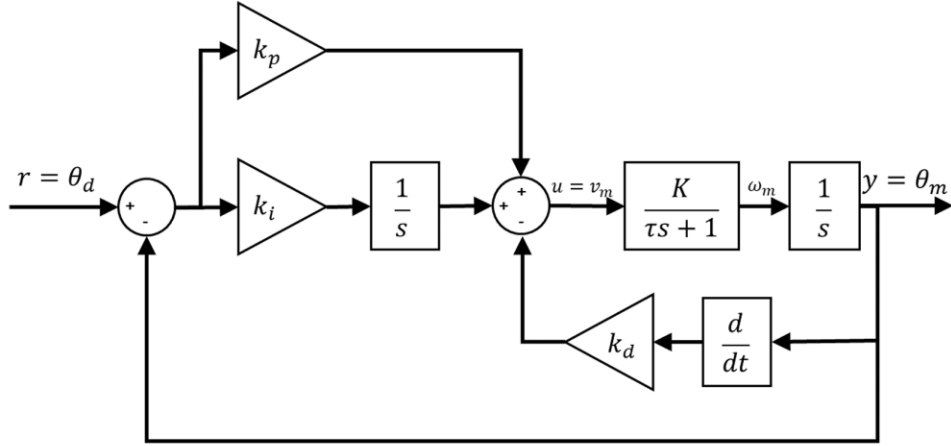 k_p
r = θ_d
+
-
k_i
1
s
+
+
-
u = v_m
K
τs + 1
ω_m
1
s
y = θ_m
k_d
d
dt